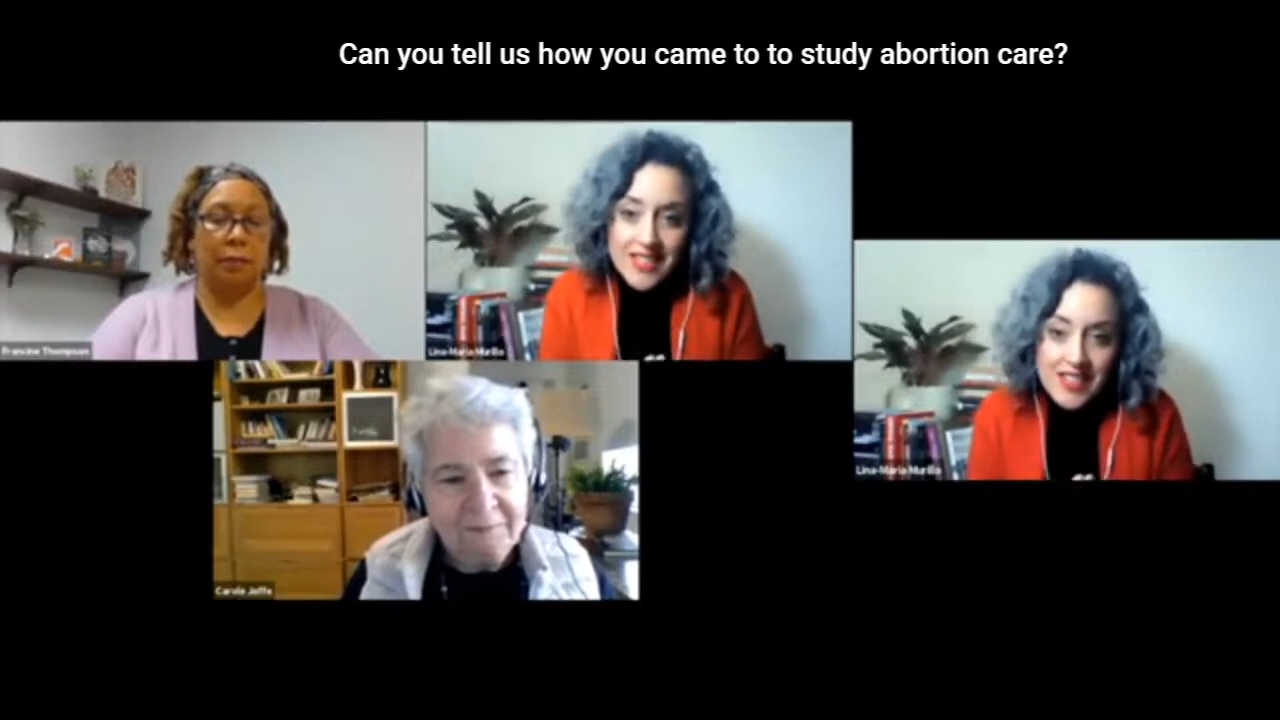 Can you tell us how you came to to study abortion care?
Francine Thompson
Lina-Maria Murillo
Lina-Maria Murillo
Carole Joffe